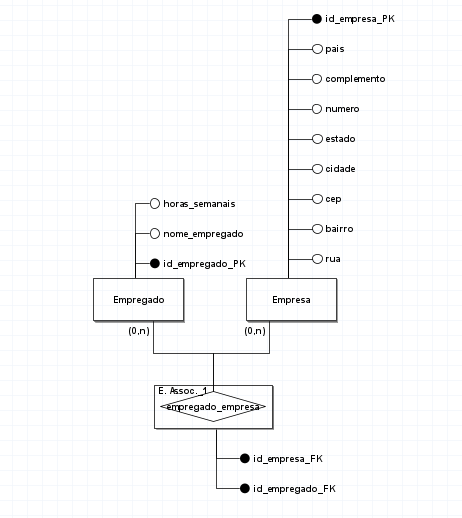 id_empresa_PK
pais
complemento
numero
estado
cidade
cep
bairro
rua
horas_semanais
nome_empregado
id_empregado_PK
Empregado
Empresa
(0,n)
(0,n)
E. Assoc._1
empregado_empresa
id_empresa_FK
id_empregado_FK